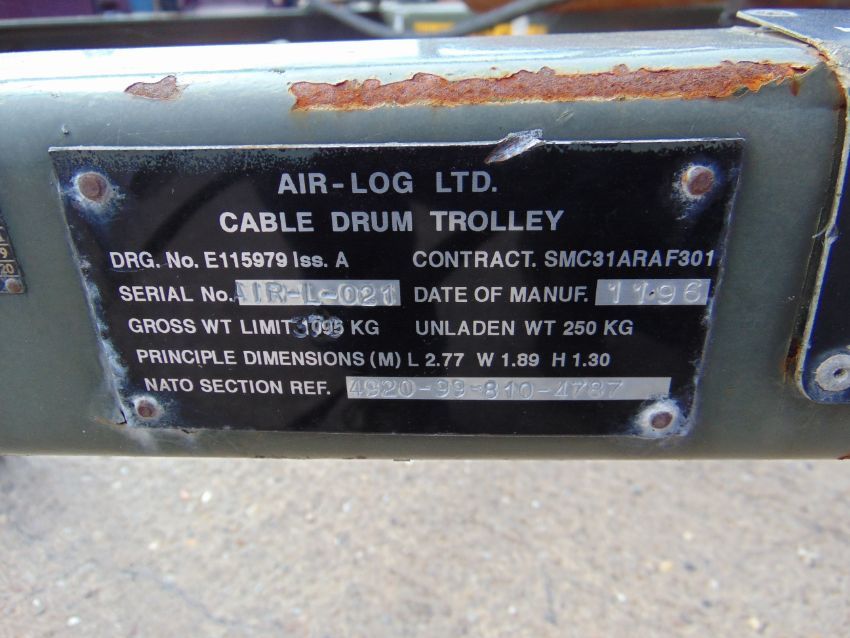 AIR-LOG LTD.
CABLE DRUM TROLLEY
DRG. No. E115979 Iss. A CONTRACT. SMC31ARAF301
SERIAL No. AIR-L-021 DATE OF MANUF. 11 96
GROSS WT LIMIT 1095 KG UNLADEN WT 250 KG
PRINCIPLE DIMENSIONS (M) L 2.77 W 1.89 H 1.30
NATO SECTION REF. 4920-99-810-4787
9
20